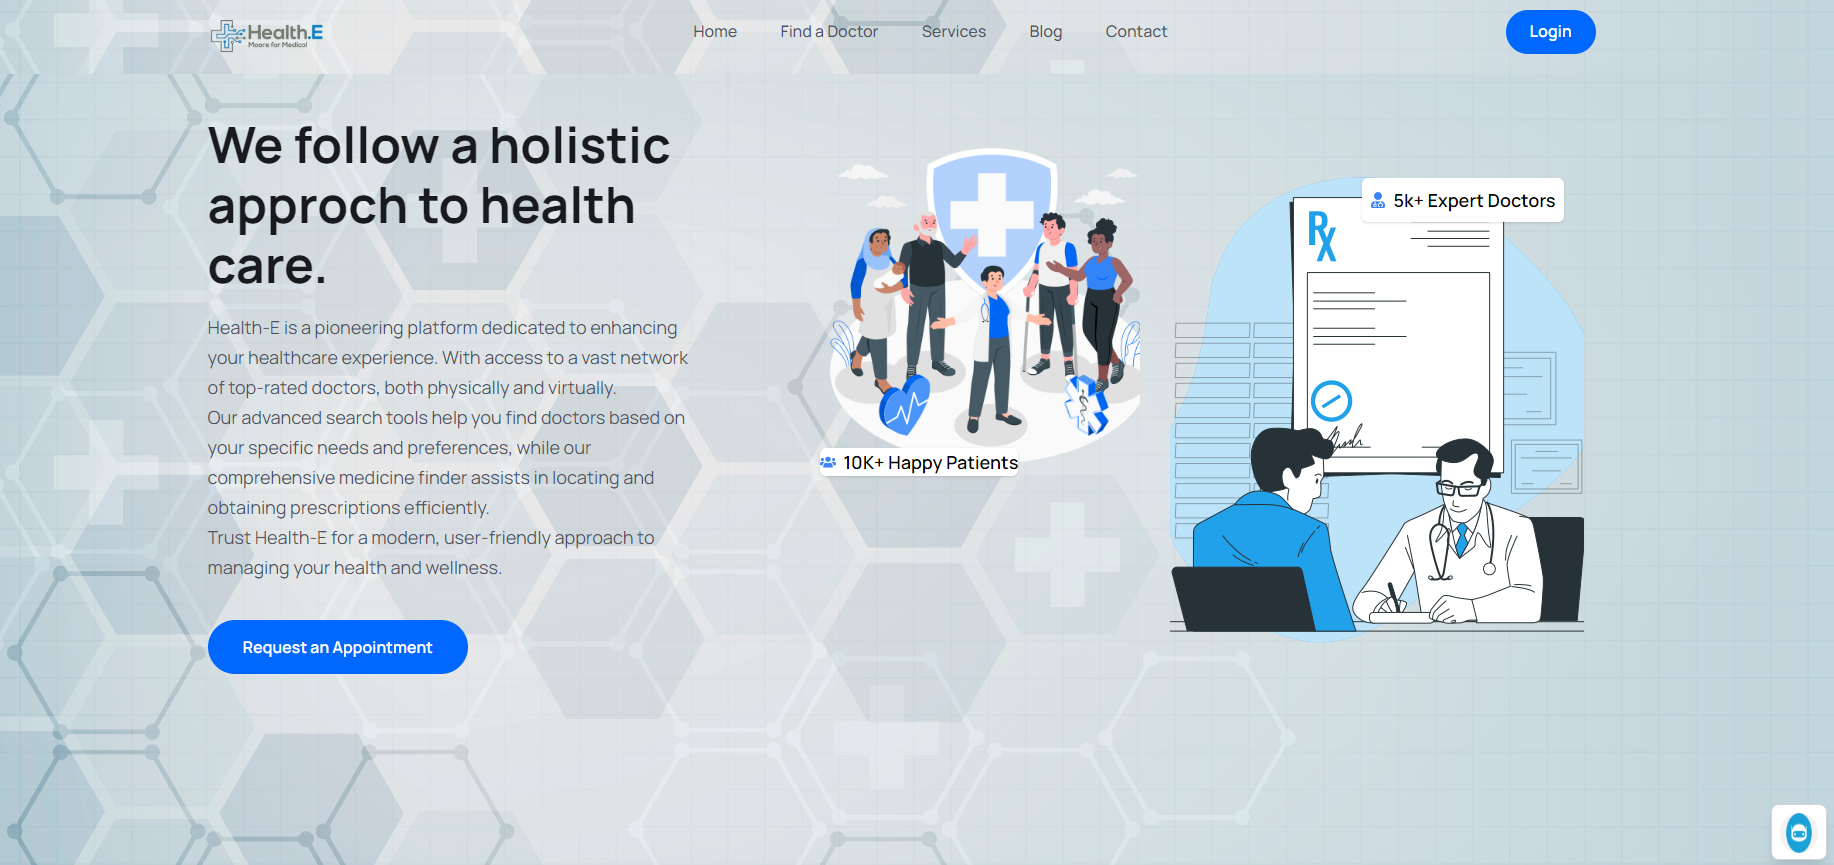 Health.E
Moore for Medical
Home
Find a Doctor
Services
Blog
Contact
Login
We follow a holistic
approch to health
care.
Health-E is a pioneering platform dedicated to enhancing
your healthcare experience. With access to a vast network
of top-rated doctors, both physically and virtually.
Our advanced search tools help you find doctors based on
your specific needs and preferences, while our
comprehensive medicine finder assists in locating and
obtaining prescriptions efficiently.
Trust Health-E for a modern, user-friendly approach to
managing your health and wellness.
Request an Appointment
10K+ Happy Patients
5k+ Expert Doctors
Rx